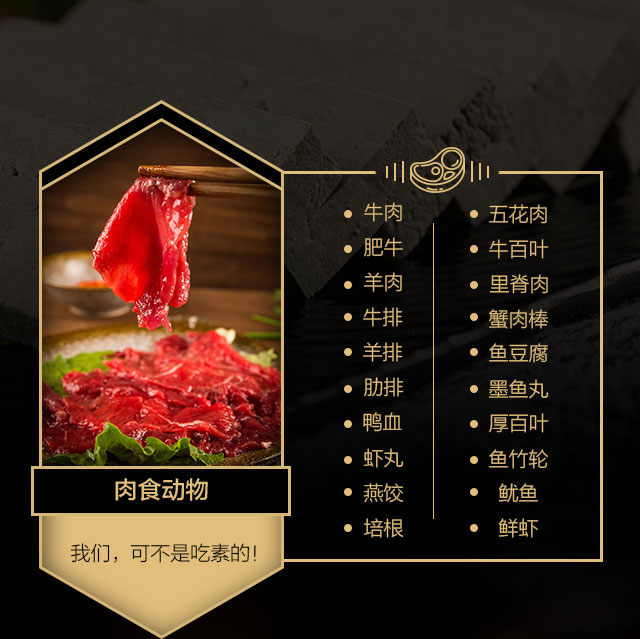 牛肉
肥牛
羊肉
牛排
羊排
肋排
鸭血
虾丸
燕饺
培根
五花肉
牛百叶
里脊肉
蟹肉棒
鱼豆腐
墨鱼丸
厚百叶
鱼竹轮
鱿鱼
鲜虾
肉食动物
我们，可不是吃素的！